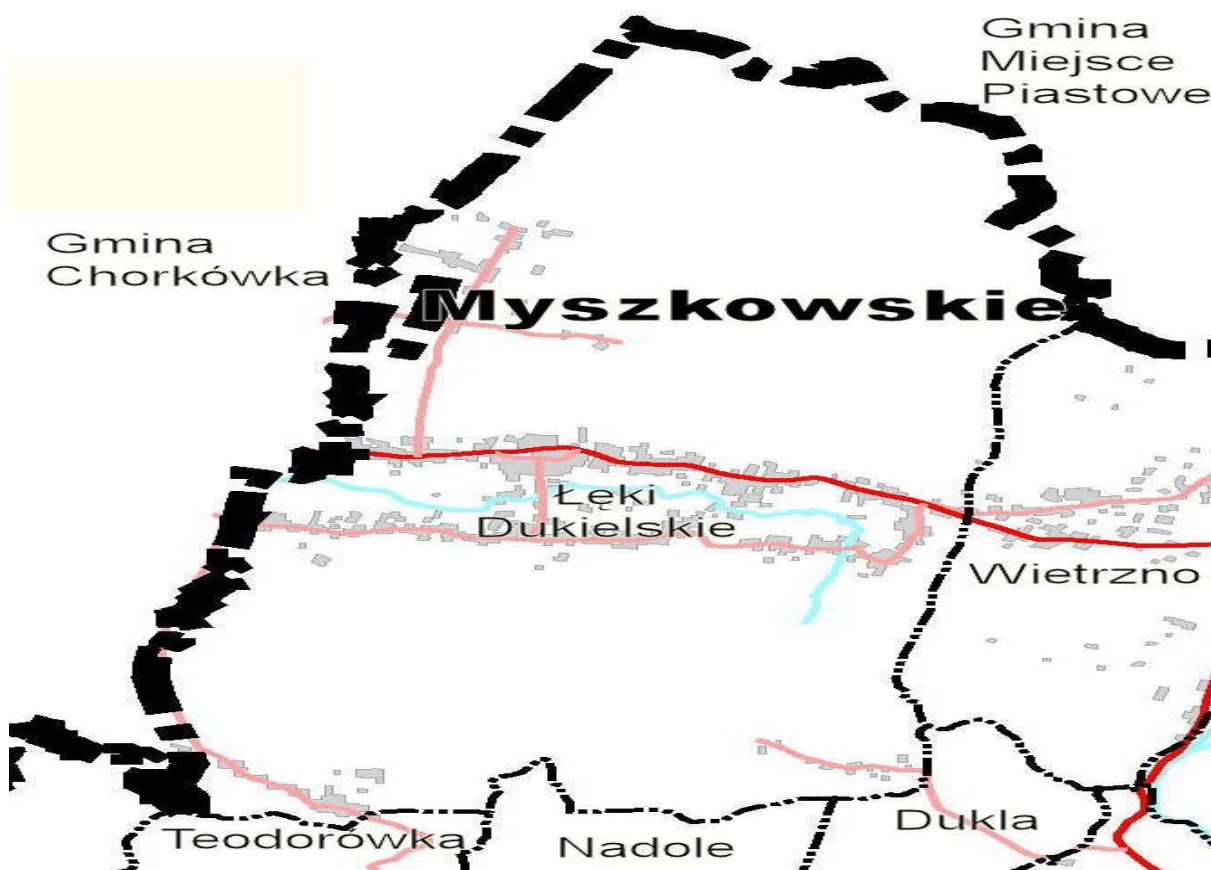 Gmina
Miejsce
Piastowe
Gmina
Chorkówka
Myszkowskie
Łęki
Dukielskie
Wietrzno
Teodorówka
Nadole
Dukla